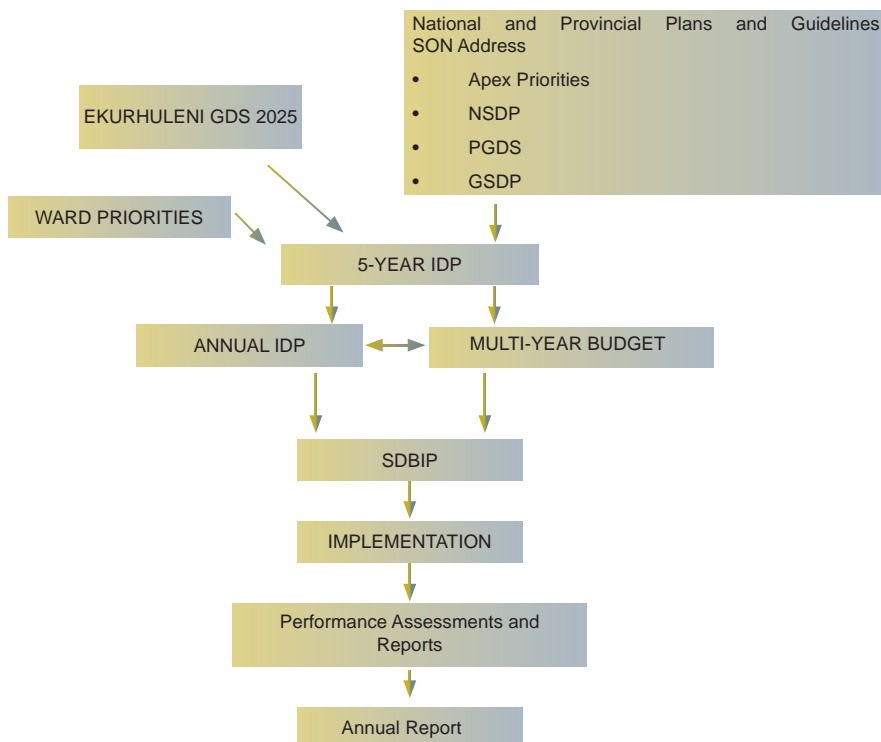 National and Provincial Plans and Guidelines
SON Address
• Apex Priorities
• NSDP
• PGDS
• GSDP
EKURHULENI GDS 2025
WARD PRIORITIES
5-YEAR IDP
ANNUAL IDP
MULTI-YEAR BUDGET
SDBIP
IMPLEMENTATION
Performance Assessments and
Reports
Annual Report